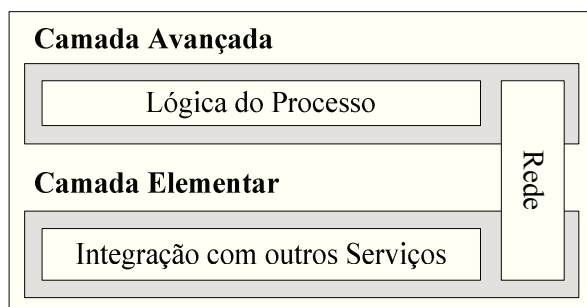 Camada Avançada
Lógica do Processo
Rede
Camada Elementar
Integração com outros Serviços